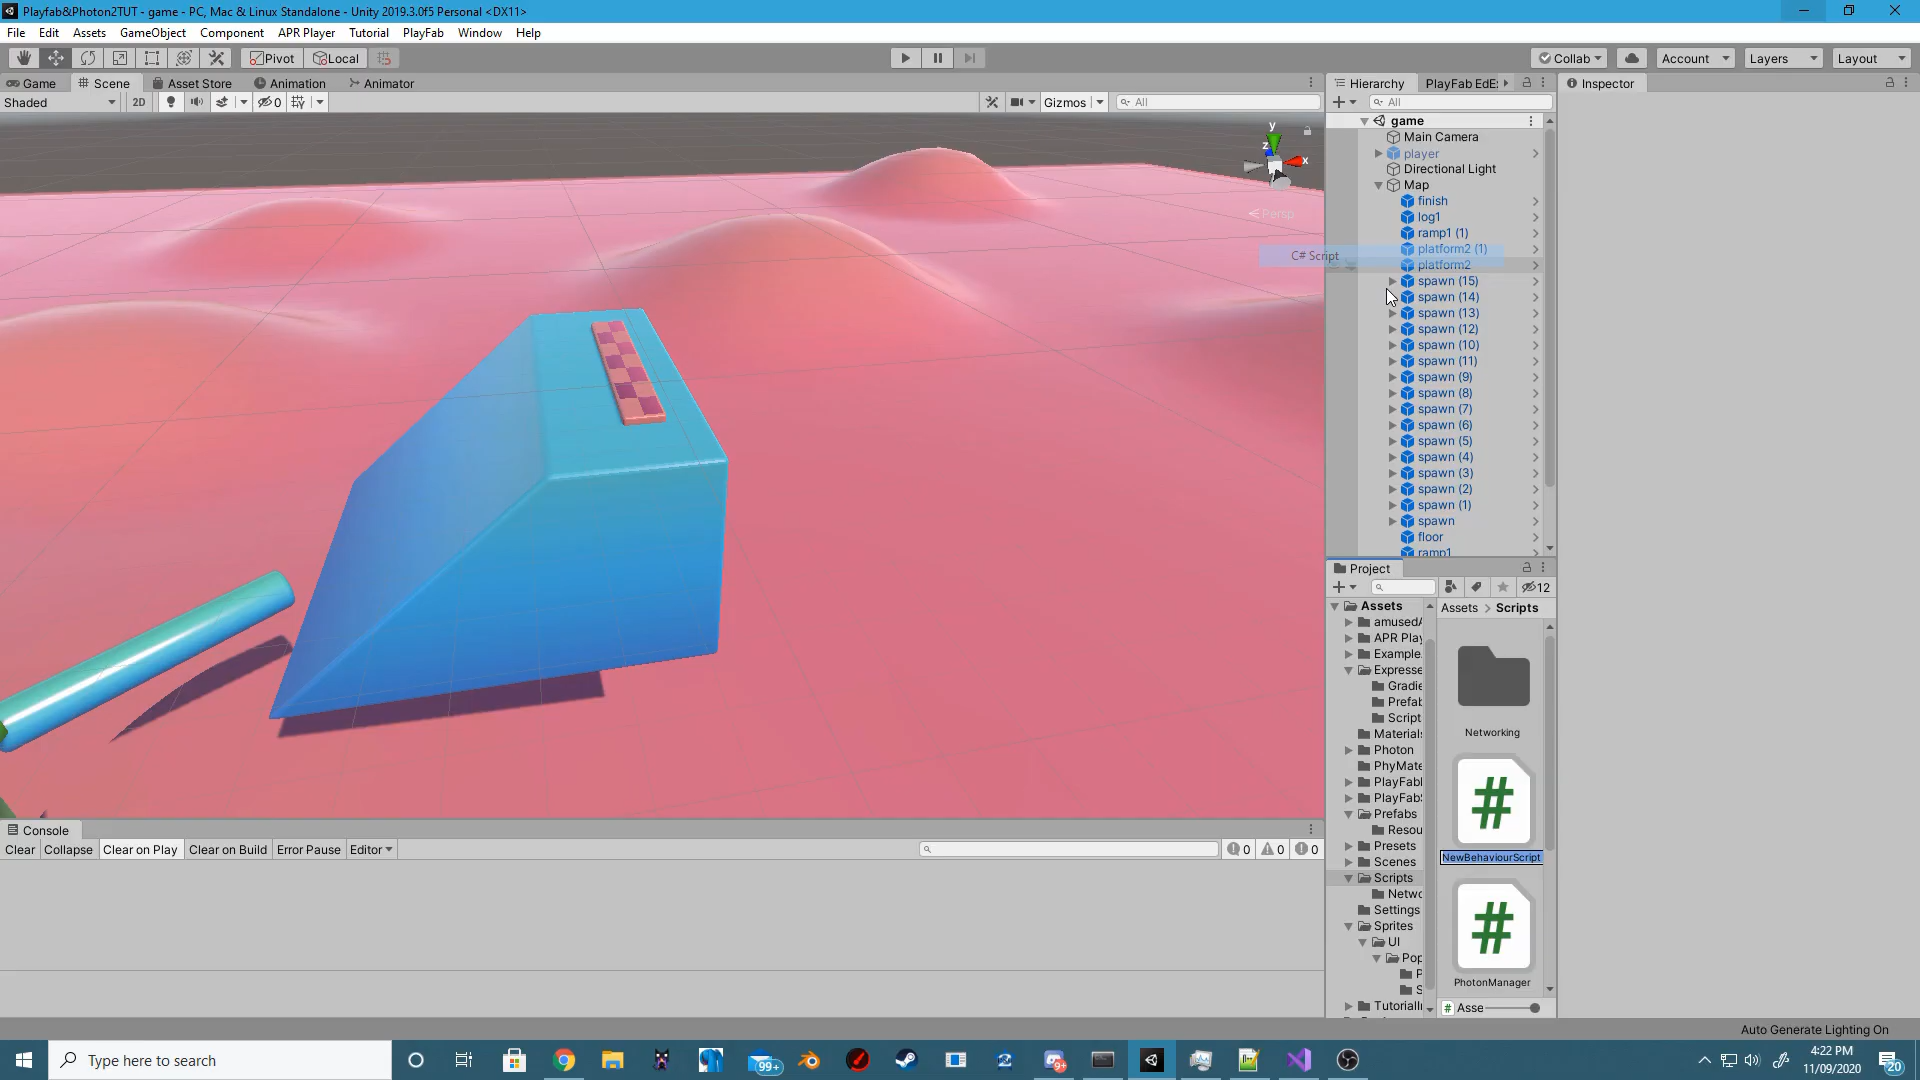 Playfab&Photon2TUT - game - PC, Mac & Linux Standalone - Unity 2019.3.0f5 Personal <DX11>
File Edit Assets GameObject Component APR Player Tutorial PlayFab Window Help
Pivot Local Collab Account Layers Layout
Game Scene Asset Store Animation Animator
Shaded 2D 0 Gizmos All
Hierarchy PlayFab EdE:
All
Inspector
y
z
x
Persp
game
Main Camera
player
Directional Light
Map
finish
log1
ramp1 (1)
platform2 (1)
C# Script
platform2
spawn (15)
spawn (14)
spawn (13)
spawn (12)
spawn (10)
spawn (11)
spawn (9)
spawn (8)
spawn (7)
spawn (6)
spawn (5)
spawn (4)
spawn (3)
spawn (2)
spawn (1)
spawn
floor
ramp1
Project
12
Assets
amusedA
APR Play
Example
Expresse
Gradie
Prefab
Script
Materials
Photon
PhyMate
PlayFabE
PlayFabS
Prefabs
Resou
Presets
Scenes
Scripts
Netwo
Settings
Sprites
UI
Pop
P
S
TutorialIn
Assets > Scripts
Networking
#
NewBehaviourScript
#
PhotonManager
# Asse
Console
Clear Collapse Clear on Play Clear on Build Error Pause Editor
0 0 0
Auto Generate Lighting On
Type here to search
99+
4:22 PM
11/09/2020
20